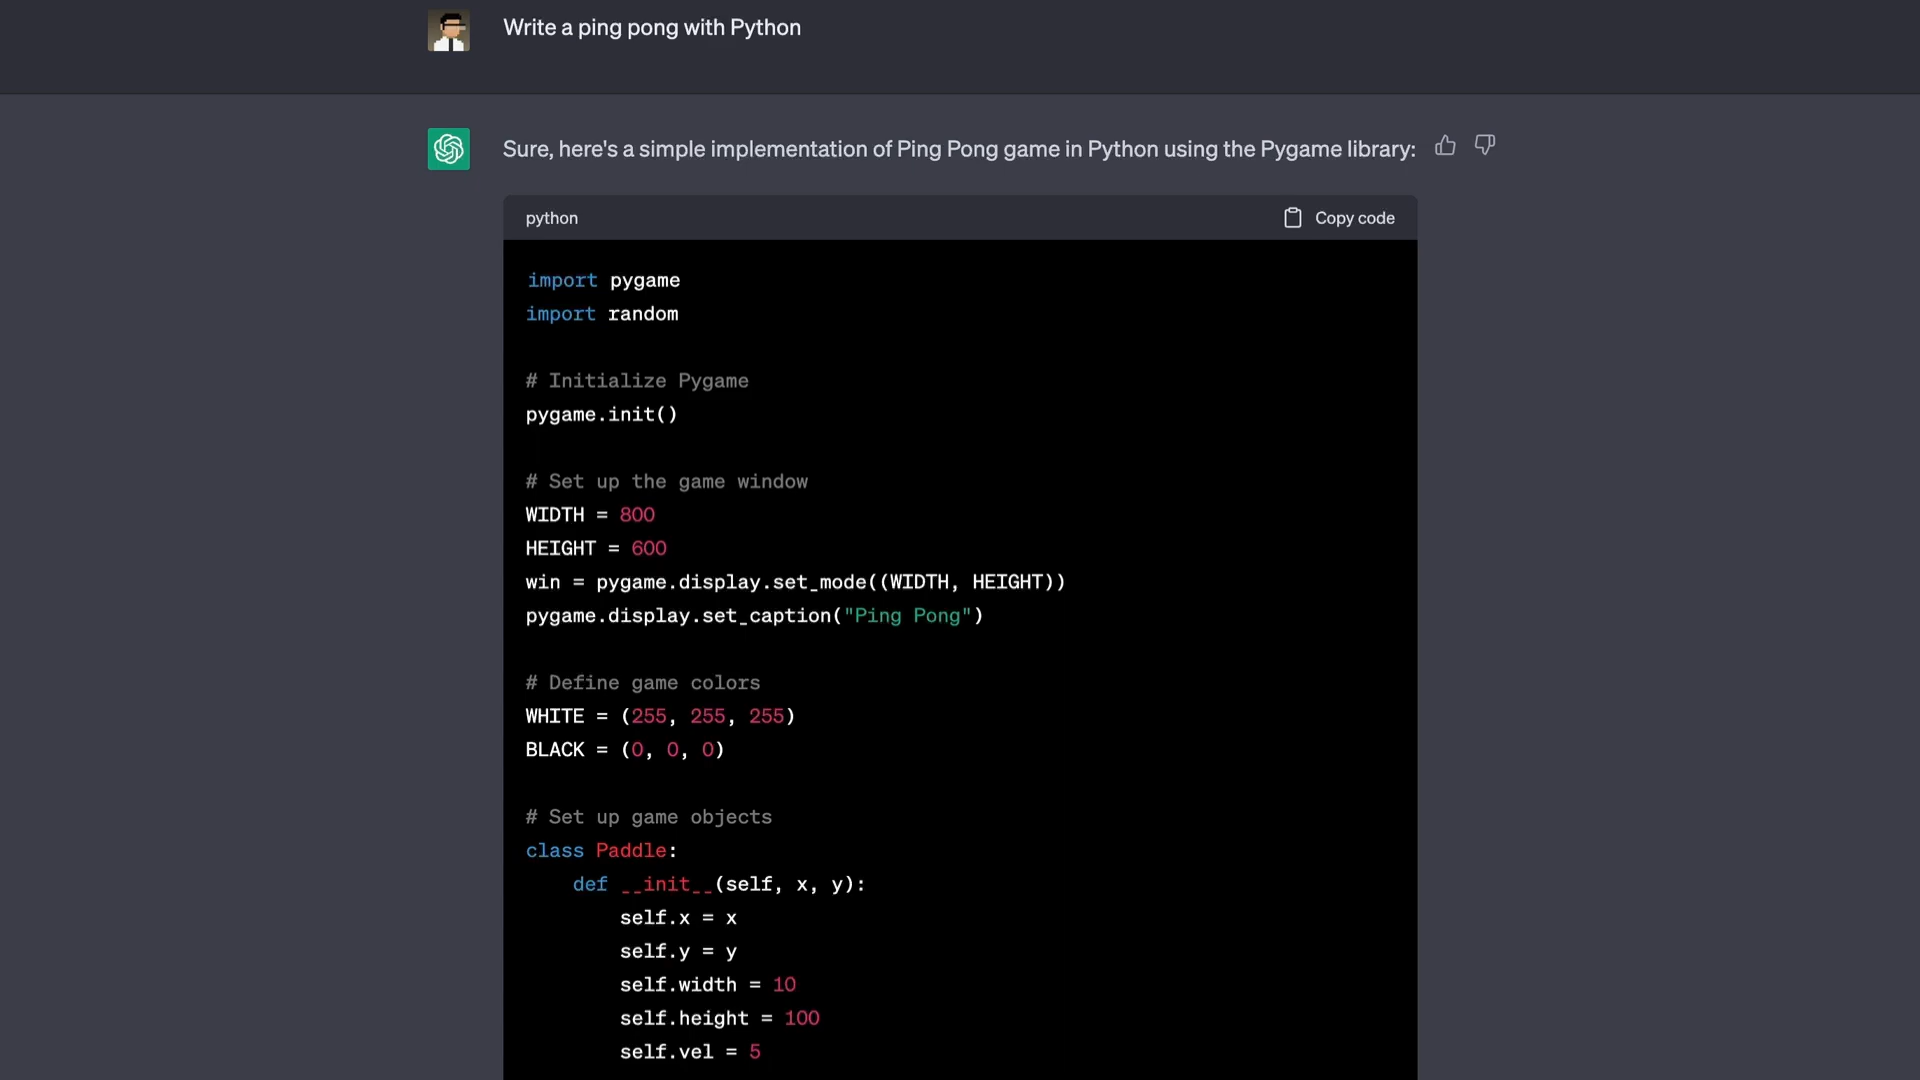 Write a ping pong with Python
Sure, here's a simple implementation of Ping Pong game in Python using the Pygame library:
python
Copy code
import pygame
import random
# Initialize Pygame
pygame.init()
# Set up the game window
WIDTH = 800
HEIGHT = 600
win = pygame.display.set_mode((WIDTH, HEIGHT))
pygame.display.set_caption("Ping Pong")
# Define game colors
WHITE = (255, 255, 255)
BLACK = (0, 0, 0)
# Set up game objects
class Paddle:
    def __init__(self, x, y):
        self.x = x
        self.y = y
        self.width = 10
        self.height = 100
        self.vel = 5